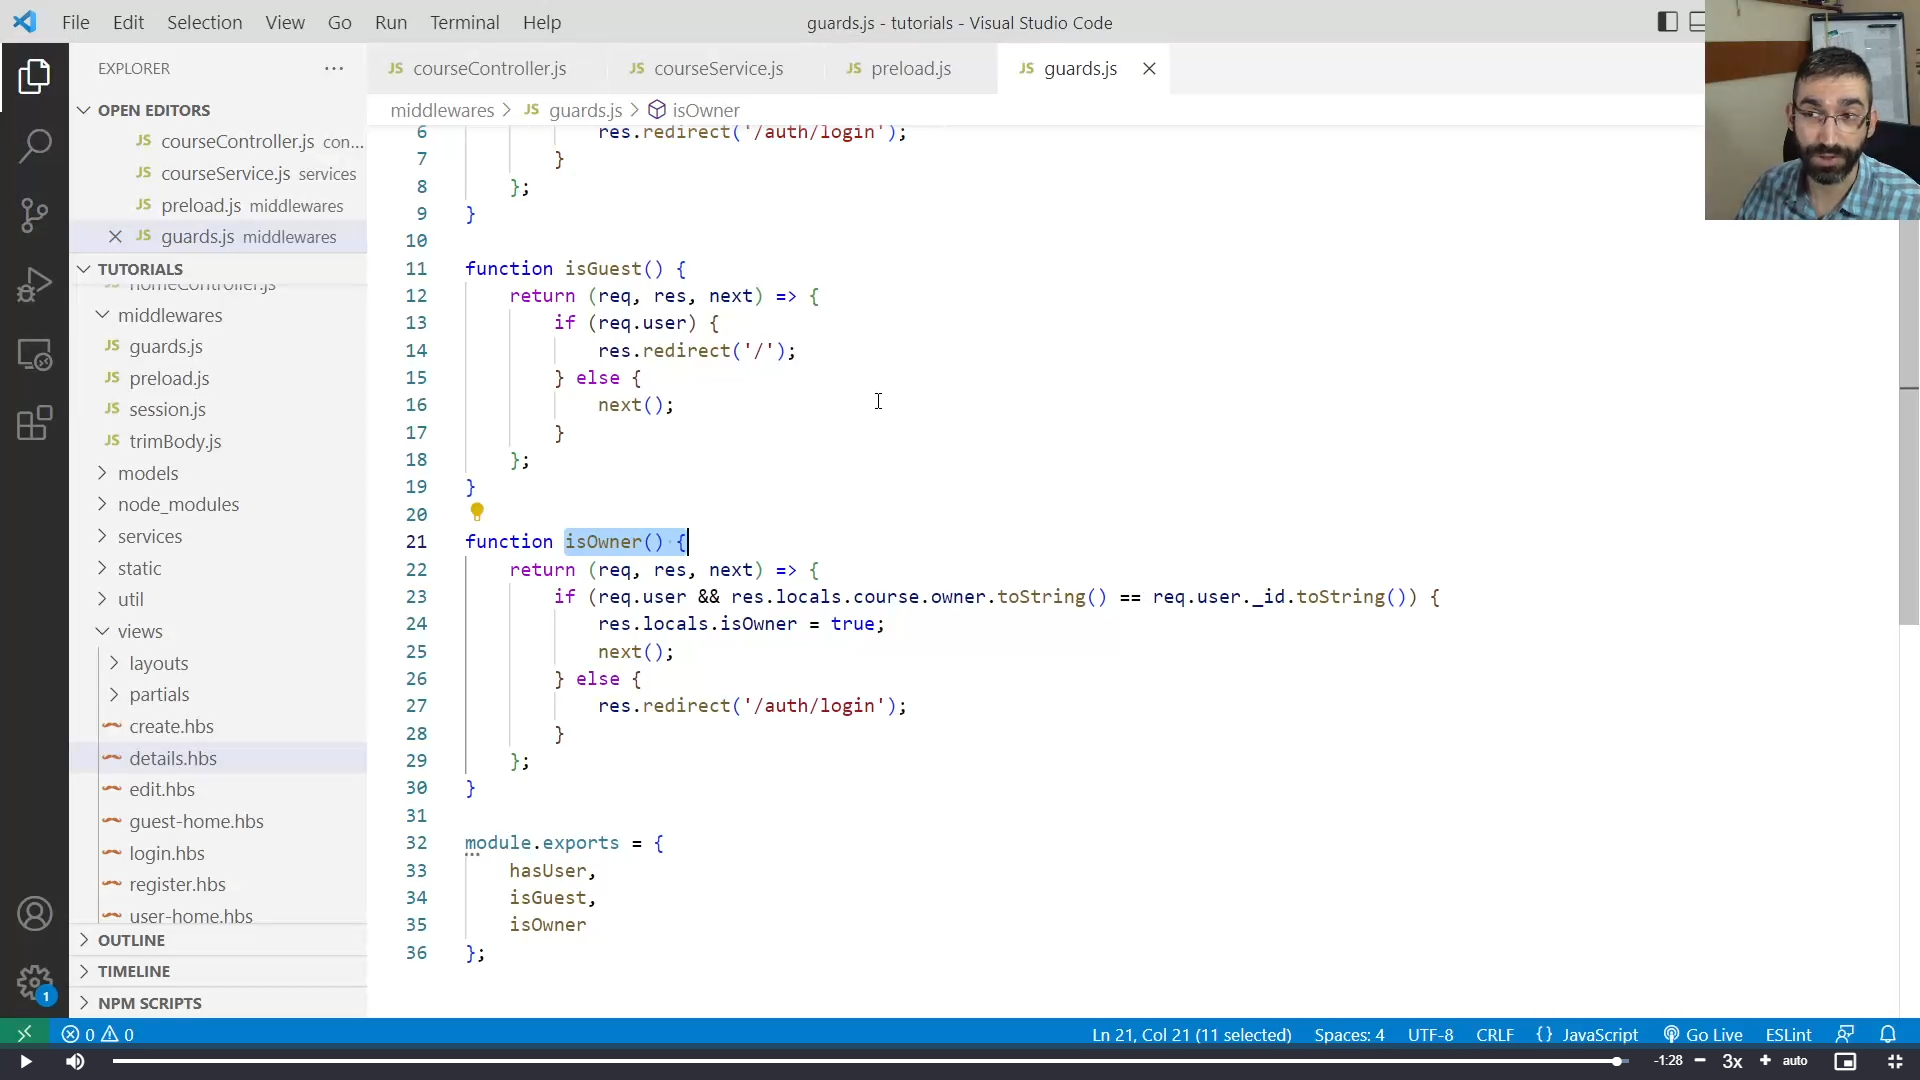 File Edit Selection View Go Run Terminal Help
guards.js - tutorials - Visual Studio Code
EXPLORER
OPEN EDITORS
JS courseController.js con...
JS courseService.js services
JS preload.js middlewares
JS guards.js middlewares
TUTORIALS
homeController.js
middlewares
JS guards.js
JS preload.js
JS session.js
JS trimBody.js
models
node_modules
services
static
util
views
layouts
partials
create.hbs
details.hbs
edit.hbs
guest-home.hbs
login.hbs
register.hbs
user-home.hbs
OUTLINE
TIMELINE
NPM SCRIPTS
JS courseController.js JS courseService.js JS preload.js JS guards.js
middlewares > JS guards.js > isOwner
6 res.redirect('/auth/login');
7 }
8 };
9 }
10
11 function isGuest() {
12 return (req, res, next) => {
13 if (req.user) {
14 res.redirect('/');
15 } else {
16 next();
17 }
18 };
19 }
20
21 function isOwner() {
22 return (req, res, next) => {
23 if (req.user && res.locals.course.owner.toString() == req.user._id.toString()) {
24 res.locals.isOwner = true;
25 next();
26 } else {
27 res.redirect('/auth/login');
28 }
29 };
30 }
31
32 module.exports = {
33 hasUser,
34 isGuest,
35 isOwner
36 };
1
0 0
Ln 21, Col 21 (11 selected) Spaces: 4 UTF-8 CRLF {} JavaScript Go Live ESLint
-1:28 − 3x + auto